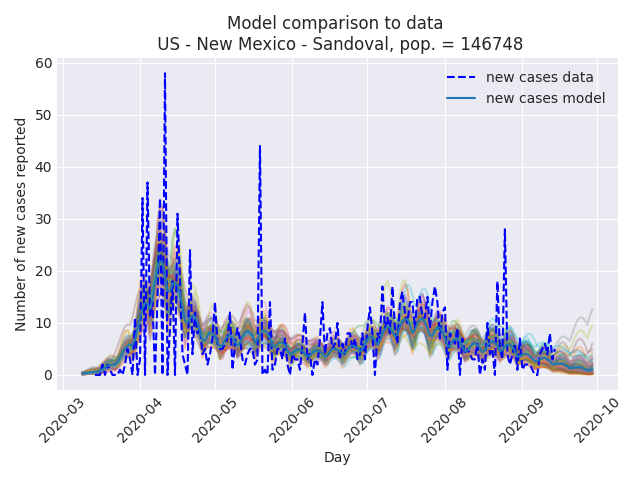 Model comparison to data
US - New Mexico - Sandoval, pop. = 146748
new cases data
new cases model
Number of new cases reported
60
50
40
30
20
10
0
2020-03
2020-04
2020-05
2020-06
2020-07
2020-08
2020-09
2020-10
Day